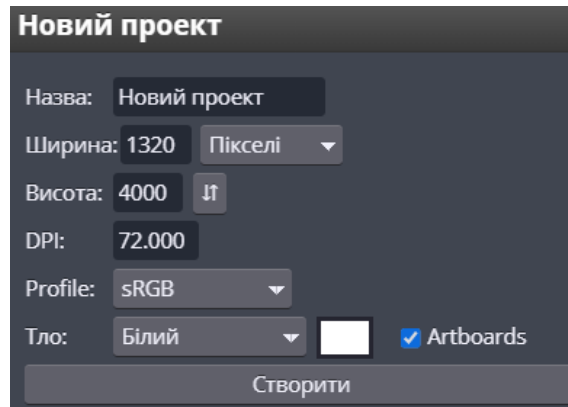 Новий проект
Назва: Новий проект
Ширина: 1320 Пікселі
Висота: 4000
DPI: 72.000
Profile: sRGB
Тло: Білий Artboards
Створити